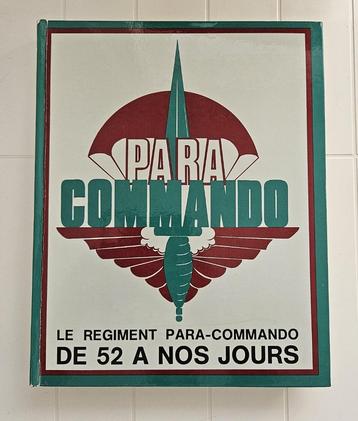 PARA
COMMANDO
LE REGIMENT PARA-COMMANDO
DE 52 A NOS JOURS